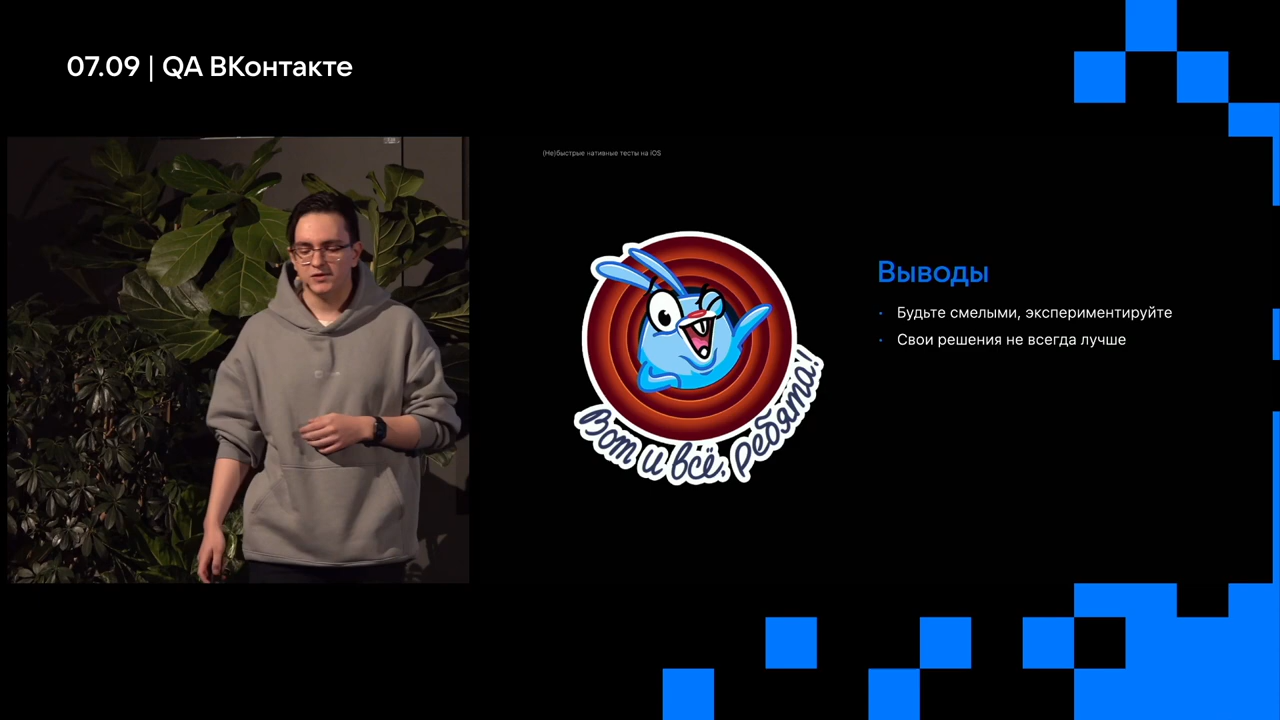 07.09 | QA ВКонтакте
(Не)быстрые нативные тесты на iOS
Выводы
• Будьте смелыми, экспериментируйте
• Свои решения не всегда лучше
Вот и всё, ребята!